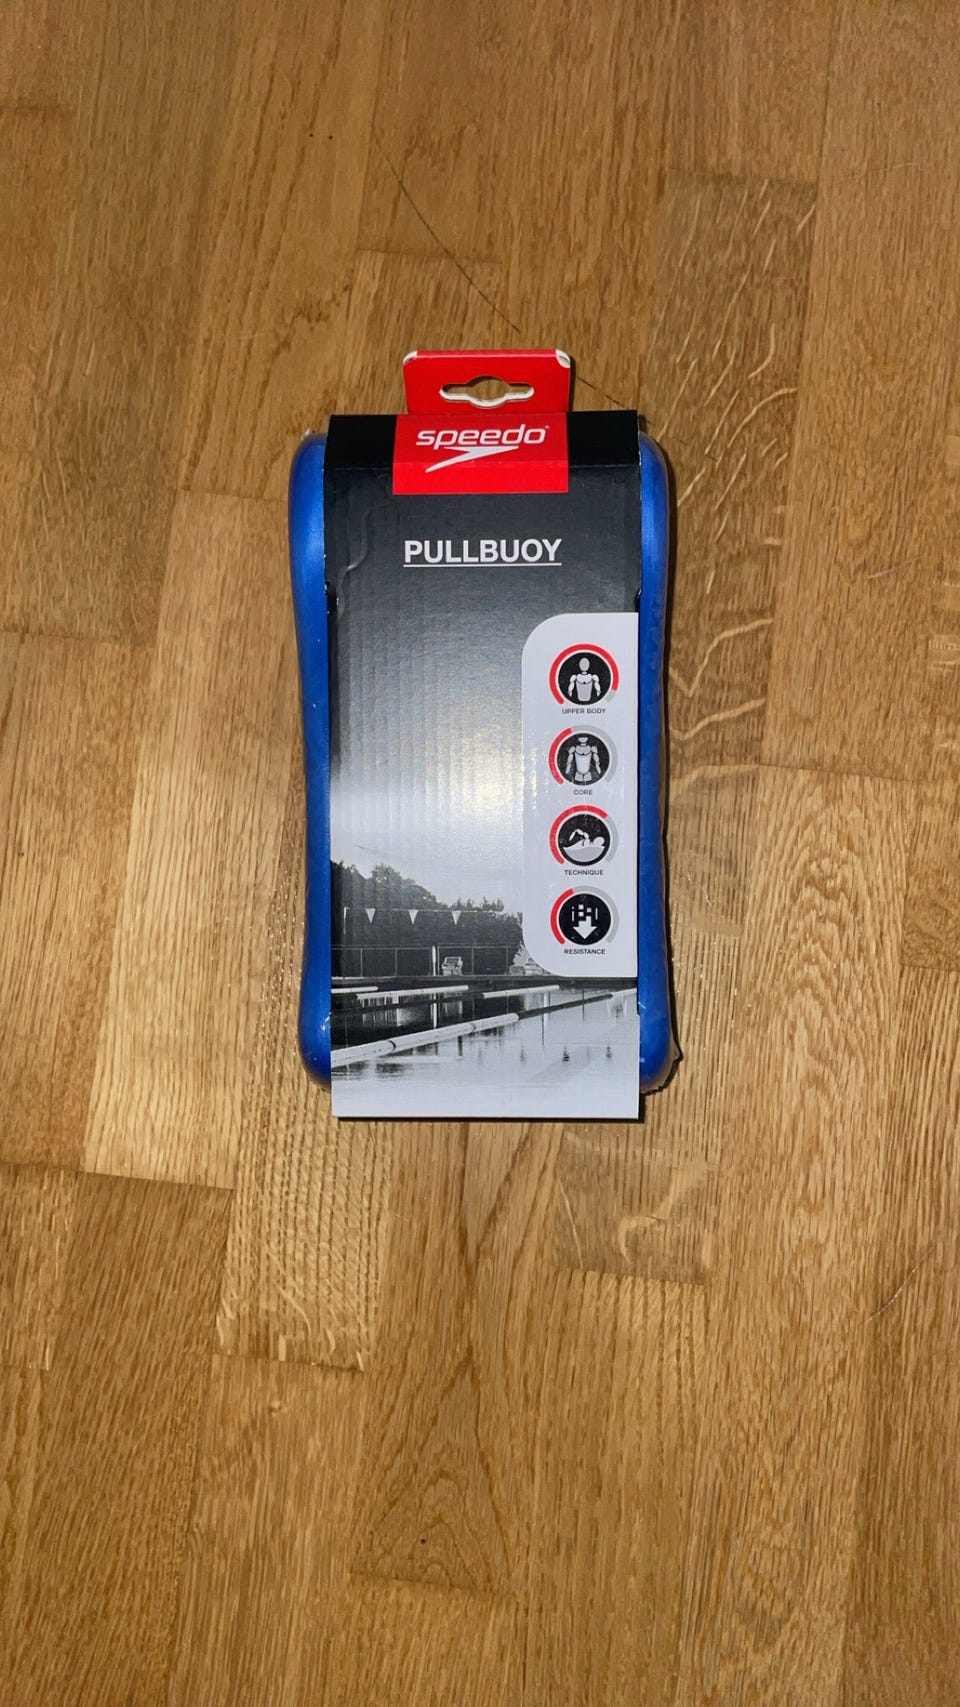 speedo®
PULLBUOY
UPPER BODY
CORE
TECHNIQUE
RESISTANCE